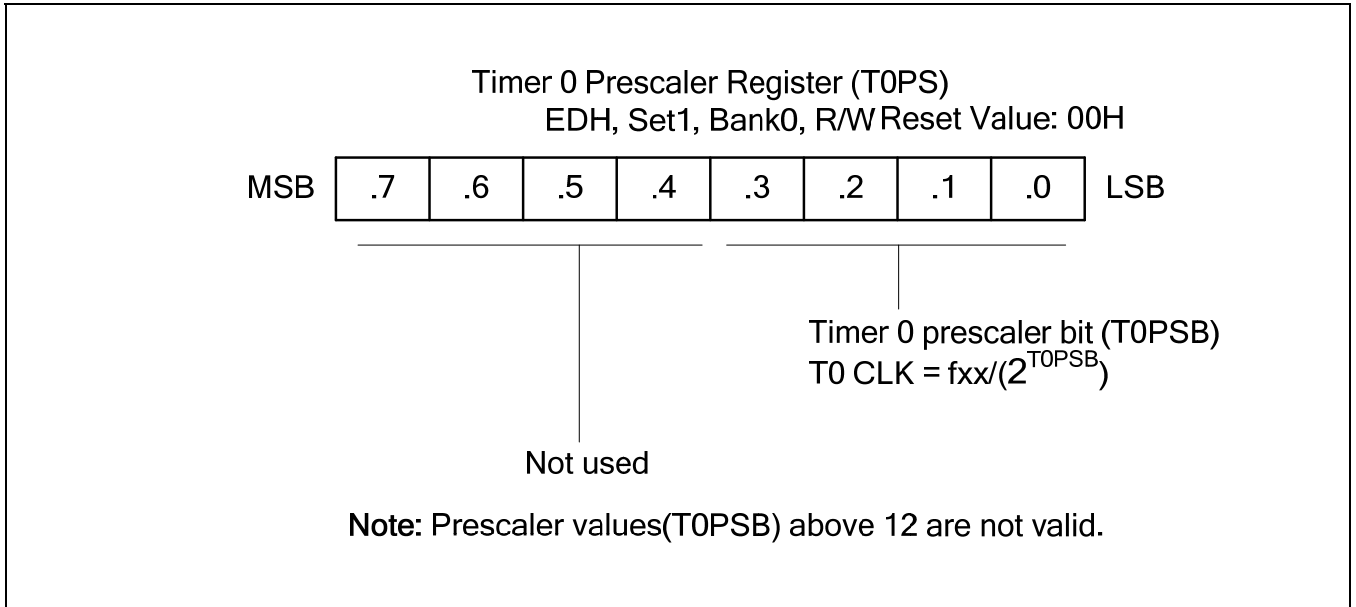 Timer 0 Prescaler Register (T0PS)
EDH, Set1, Bank0, R/W Reset Value: 00H
MSB .7 .6 .5 .4 .3 .2 .1 .0 LSB
Timer 0 prescaler bit (T0PSB)
T0 CLK = fxx/(2^T0PSB)
Not used
Note: Prescaler values(T0PSB) above 12 are not valid.